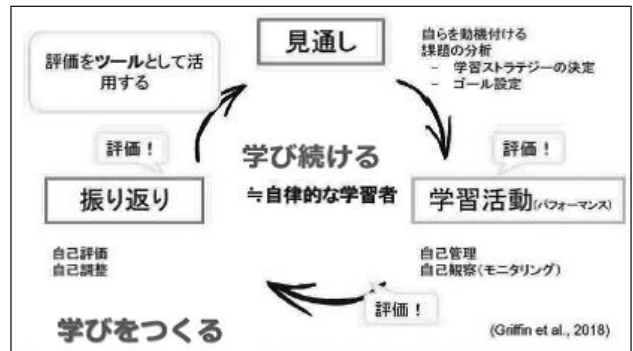 見通し
評価をツールとして活
用する
自らを動機付ける
課題の分析
– 学習ストラテジーの決定
– ゴール設定
評価!
評価!
学び続ける
≒自律的な学習者
振り返り
学習活動(パフォーマンス)
自己評価
自己調整
自己管理
自己観察(モニタリング)
評価!
学びをつくる
(Griffin et al., 2018)